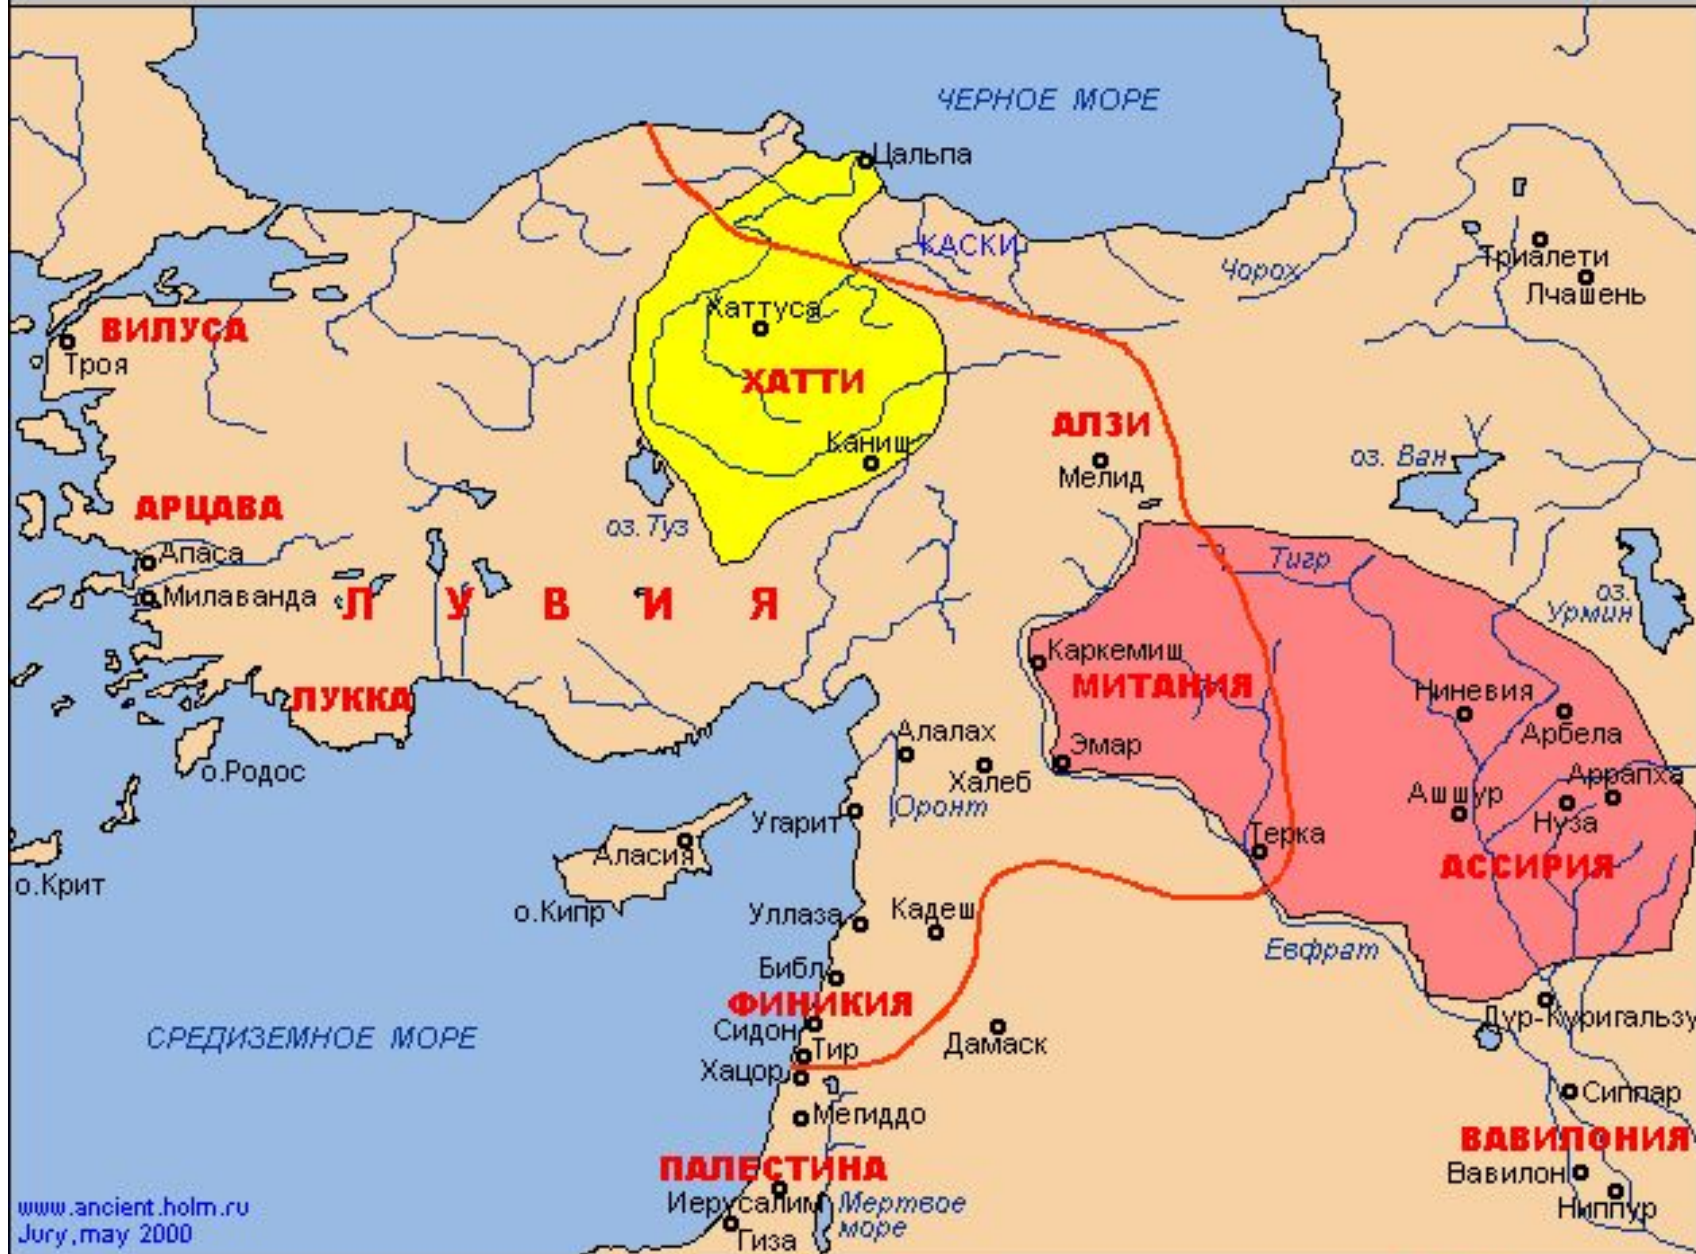 ЧЕРНОЕ МОРЕ
Цальпа
КАСКИ
Чорох
Триалети
Лчашень
Хаттуса
ВИЛУСА
Троя
ХАТТИ
АЛЗИ
Каниш
оз. Ван
Мелид
АРЦАВА
оз. Туз
Апаса
Тигр
Милаванда
ЛУВИЯ
оз.
Урмин
Каркемиш
МИТАНИЯ
Ниневия
ЛУККА
Алалах
Эмар
Арбела
о.Родос
Халеб
Аррапха
Оронт
Ашшур
Угарит
Нуза
Терка
Аласия
АССИРИЯ
о.Крит
о.Кипр
Уллаза
Кадеш
Евфрат
Библ
ФИНИКИЯ
Дур-Куригальзу
Сидон
СРЕДИЗЕМНОЕ МОРЕ
Дамаск
Тир
Хацор
Сиппар
Мегиддо
ВАВИЛОНИЯ
ПАЛЕСТИНА
Вавилон
Иерусалим
Мертвое
море
Ниппур
www.ancient.holm.ru
Jury,may 2000
Гиза